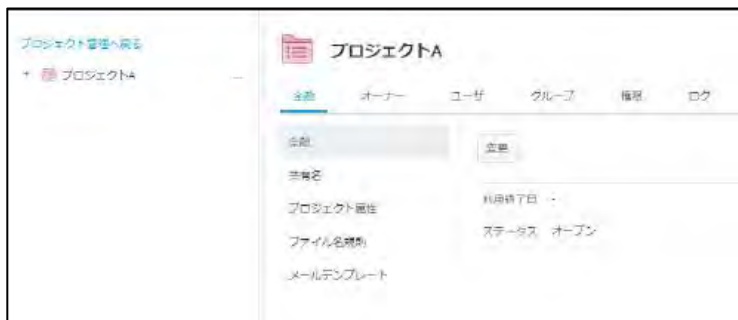 プロジェクト管理へ戻る
プロジェクトA
プロジェクトA
全般 オーナー ユーザ グループ 権限 ログ
全般
変更
共有名
プロジェクト属性
利用終了日 -
ファイル名規則
ステータス オープン
メールテンプレート